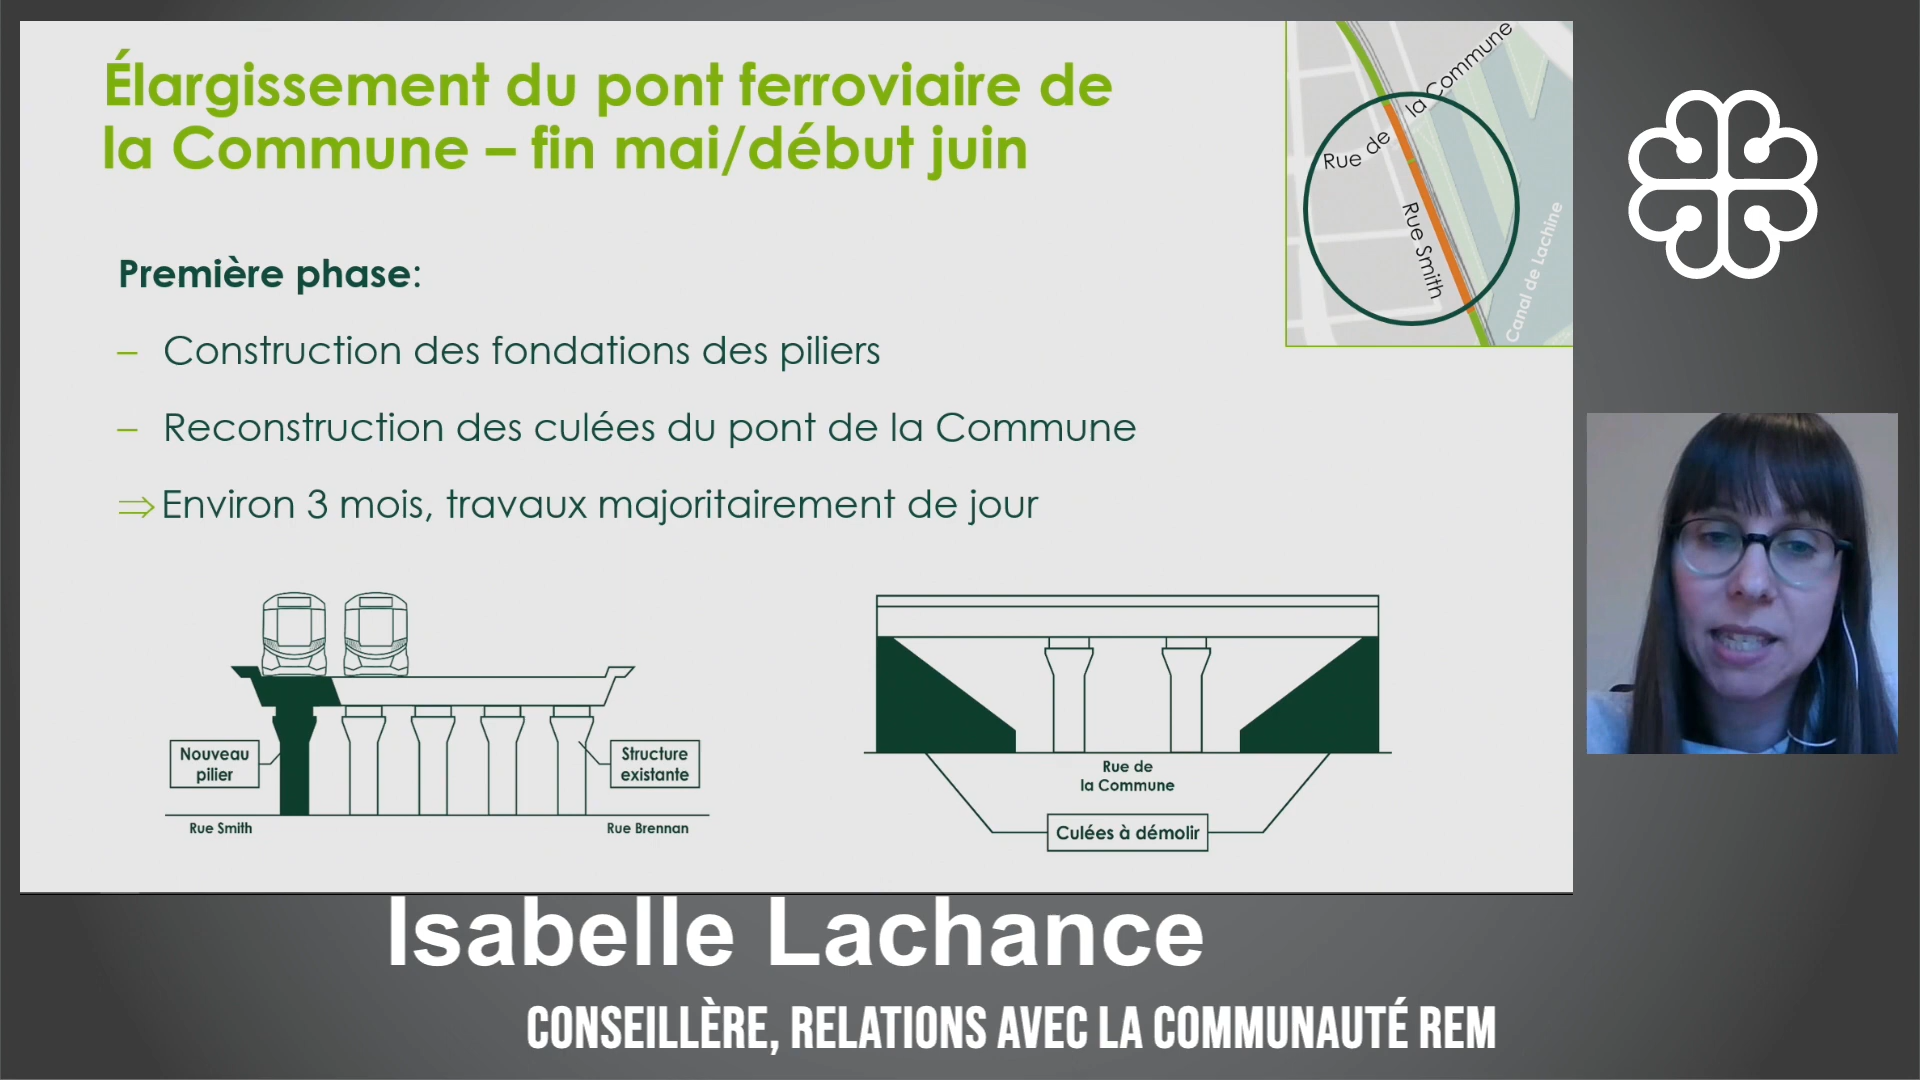 Élargissement du pont ferroviaire de
la Commune – fin mai/début juin
Rue de la Commune
Rue Smith
Canal de Lachine
Première phase:
– Construction des fondations des piliers
– Reconstruction des culées du pont de la Commune
⇒ Environ 3 mois, travaux majoritairement de jour
Nouveau
pilier
Structure
existante
Rue Smith
Rue Brennan
Rue de
la Commune
Culées à démolir
Isabelle Lachance
CONSEILLÈRE, RELATIONS AVEC LA COMMUNAUTÉ REM